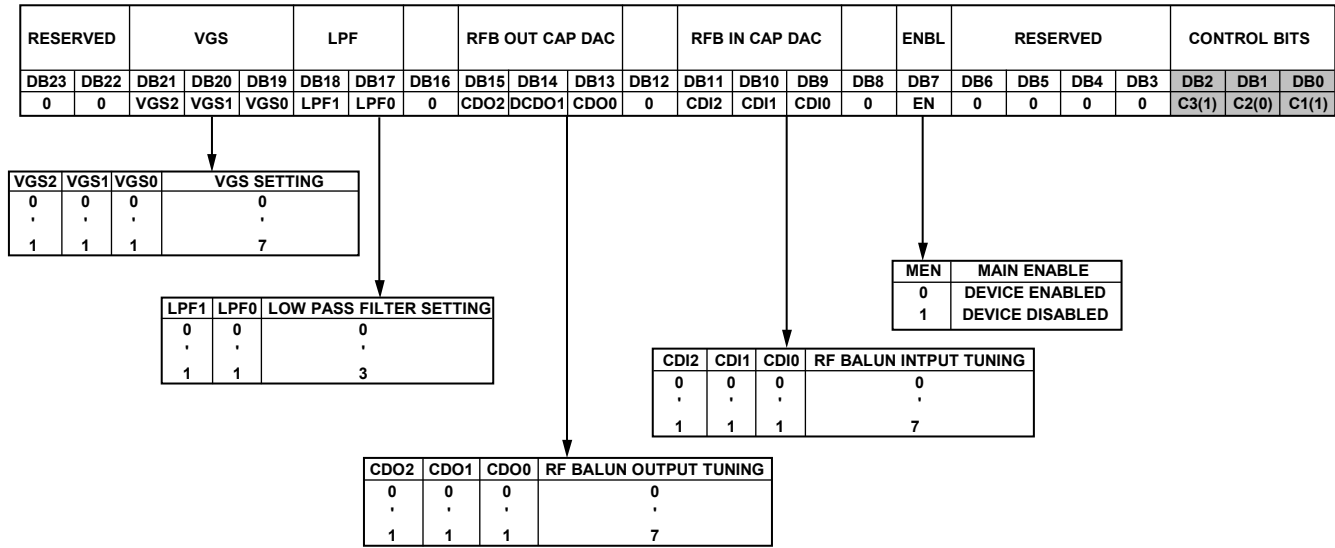 RESERVED VGS LPF RFB OUT CAP DAC RFB IN CAP DAC ENBL RESERVED CONTROL BITS
DB23 DB22 DB21 DB20 DB19 DB18 DB17 DB16 DB15 DB14 DB13 DB12 DB11 DB10 DB9 DB8 DB7 DB6 DB5 DB4 DB3 DB2 DB1 DB0
0 0 VGS2 VGS1 VGS0 LPF1 LPF0 0 CDO2 DCDO1 CDO0 0 CDI2 CDI1 CDI0 0 EN 0 0 0 0 C3(1) C2(0) C1(1)
VGS2 VGS1 VGS0 VGS SETTING
0 0 0 0
' ' ' '
1 1 1 7
MEN MAIN ENABLE
0 DEVICE ENABLED
1 DEVICE DISABLED
LPF1 LPF0 LOW PASS FILTER SETTING
0 0 0
' ' '
1 1 3
CDI2 CDI1 CDI0 RF BALUN INTPUT TUNING
0 0 0 0
' ' ' '
1 1 1 7
CDO2 CDO1 CDO0 RF BALUN OUTPUT TUNING
0 0 0 0
' ' ' '
1 1 1 7